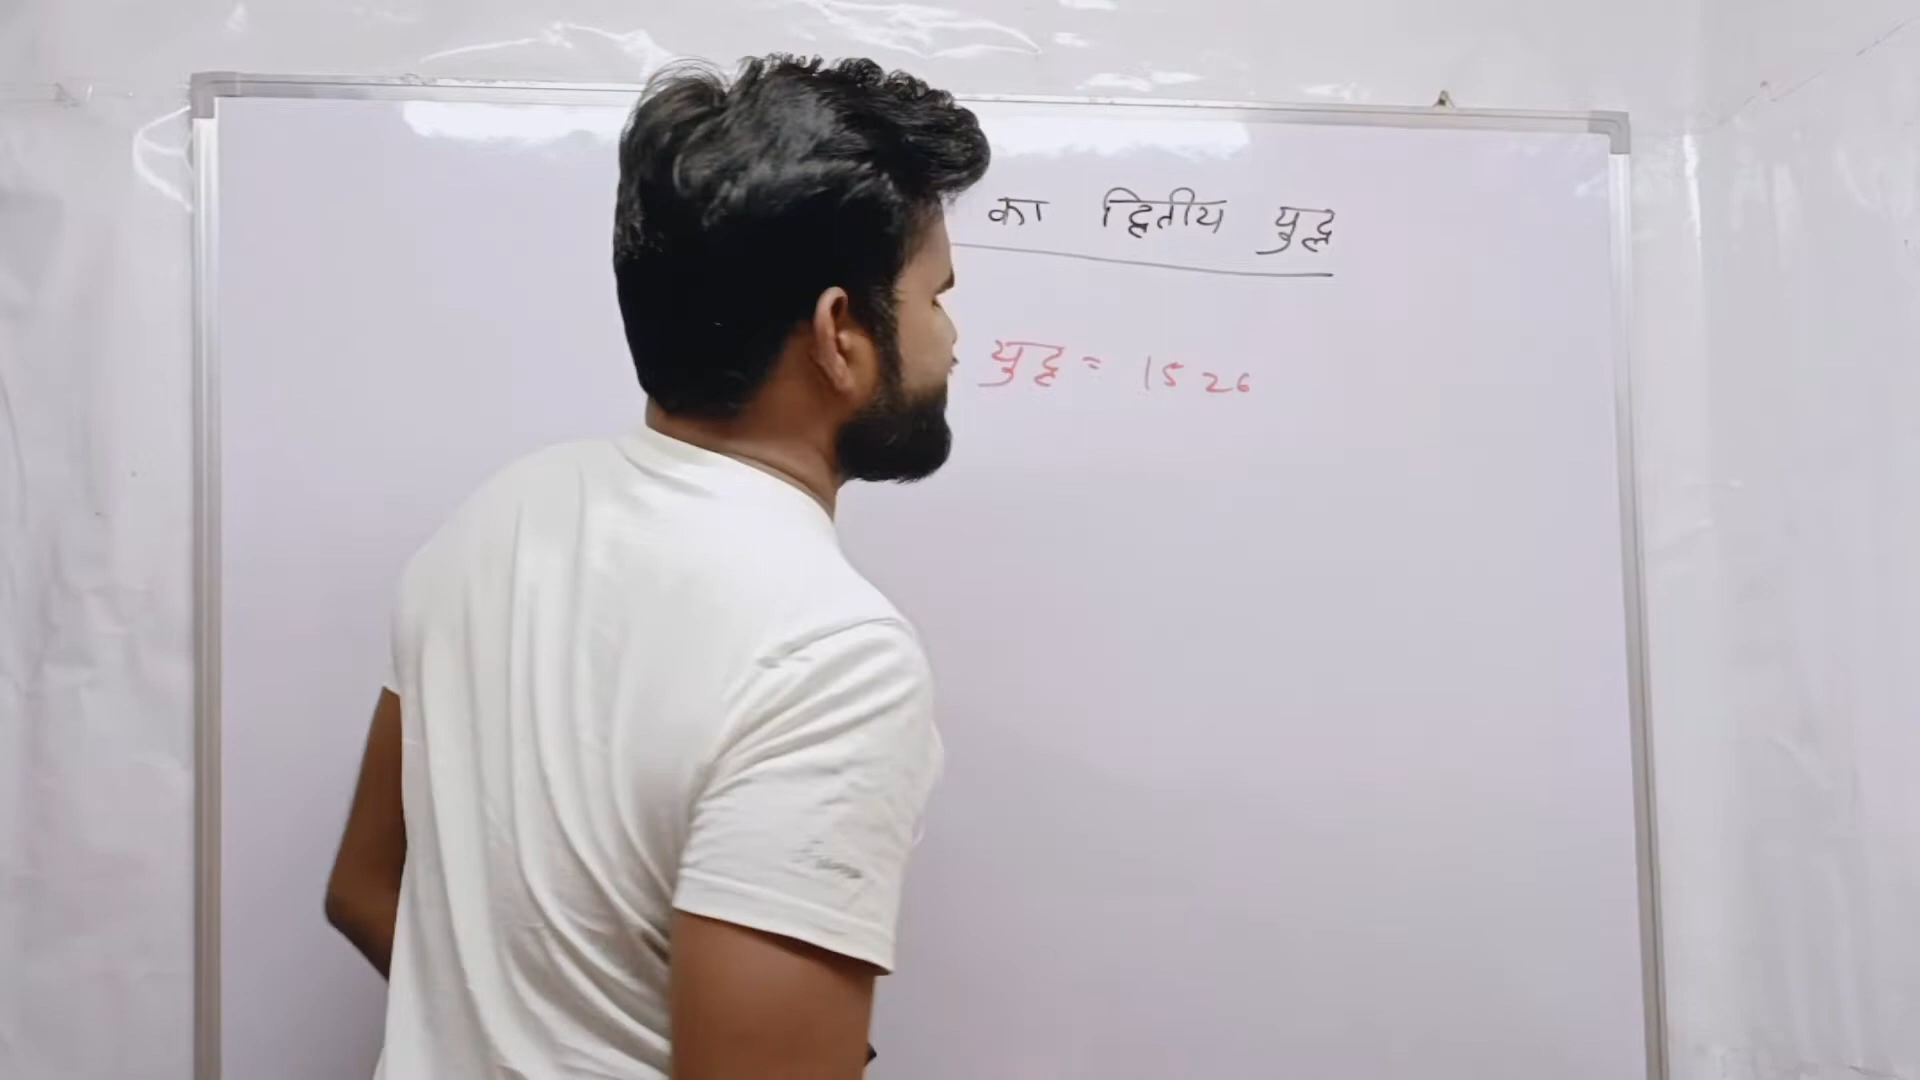 का द्वितीय युद्ध
युद्ध = 1526